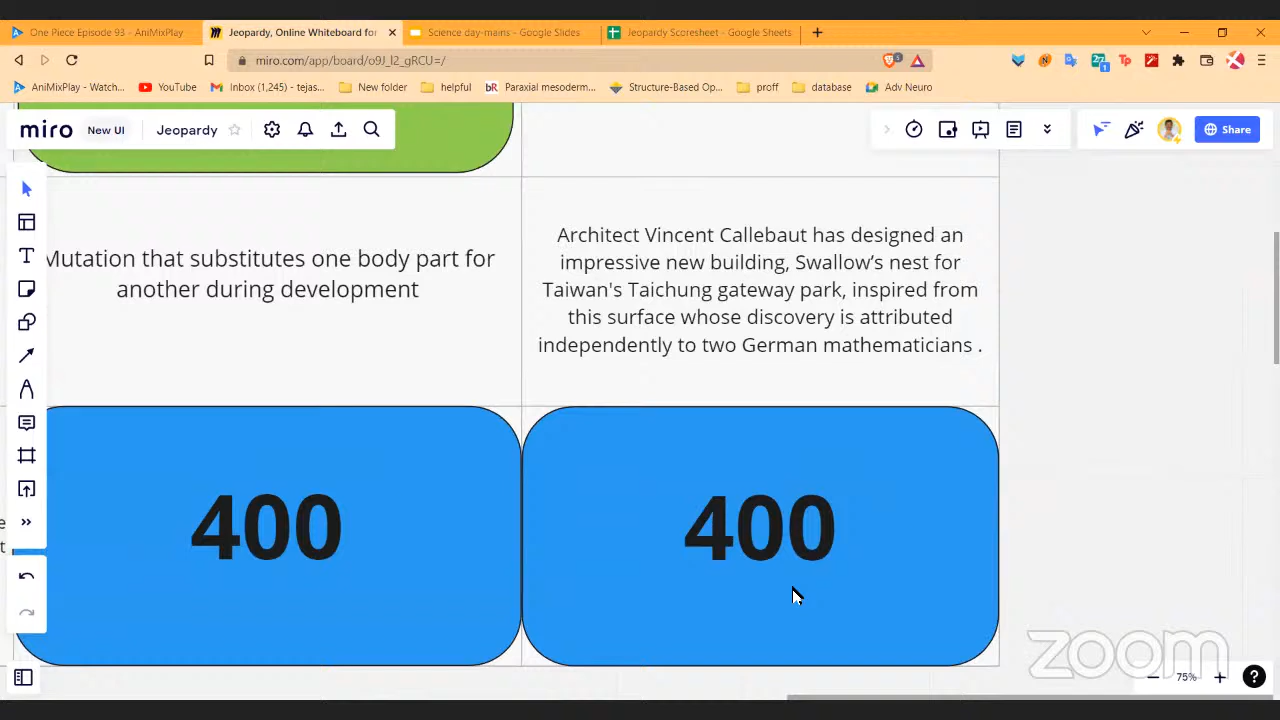 One Piece Episode 93 - AniMixPlay
Jeopardy, Online Whiteboard for
Science day-mains - Google Slides
Jeopardy Scoresheet - Google Sheets
miro.com/app/board/o9J_l2_gRCU=/
AniMixPlay - Watch...
YouTube
Inbox (1,245) - tejas...
New folder
helpful
bR Paraxial mesoderm...
Structure-Based Op...
proff
database
Adv Neuro
miro
New UI
Jeopardy
Share
Mutation that substitutes one body part for
another during development
Architect Vincent Callebaut has designed an
impressive new building, Swallow’s nest for
Taiwan's Taichung gateway park, inspired from
this surface whose discovery is attributed
independently to two German mathematicians .
400
400
zoom
75%